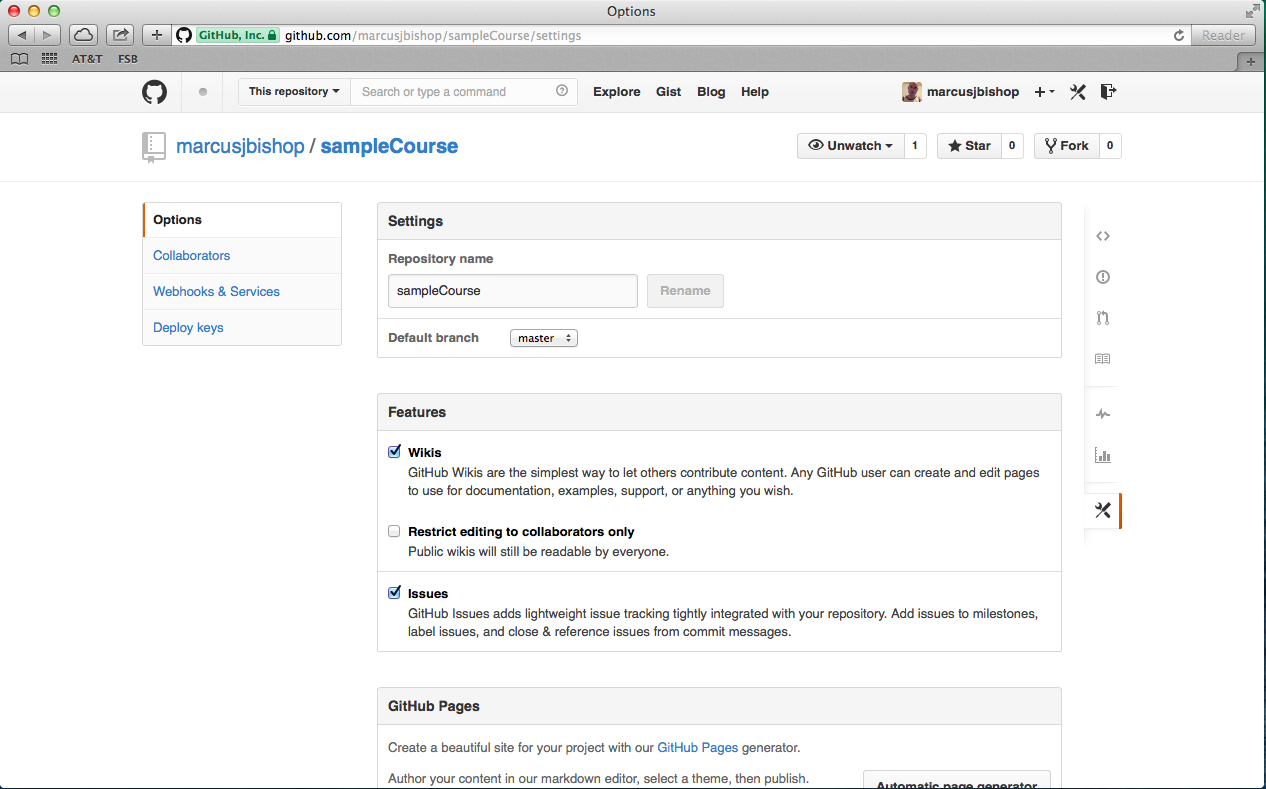 Options
GitHub, Inc. github.com/marcusjbishop/sampleCourse/settings Reader
AT&T FSB
This repository Search or type a command Explore Gist Blog Help marcusjbishop
marcusjbishop / sampleCourse Unwatch 1 Star 0 Fork 0
Options
Collaborators
Webhooks & Services
Deploy keys
Settings
Repository name
sampleCourse Rename
Default branch master
Features
Wikis
GitHub Wikis are the simplest way to let others contribute content. Any GitHub user can create and edit pages
to use for documentation, examples, support, or anything you wish.
Restrict editing to collaborators only
Public wikis will still be readable by everyone.
Issues
GitHub Issues adds lightweight issue tracking tightly integrated with your repository. Add issues to milestones,
label issues, and close & reference issues from commit messages.
GitHub Pages
Create a beautiful site for your project with our GitHub Pages generator.
Author your content in our markdown editor, select a theme, then publish.
Automatic page generator